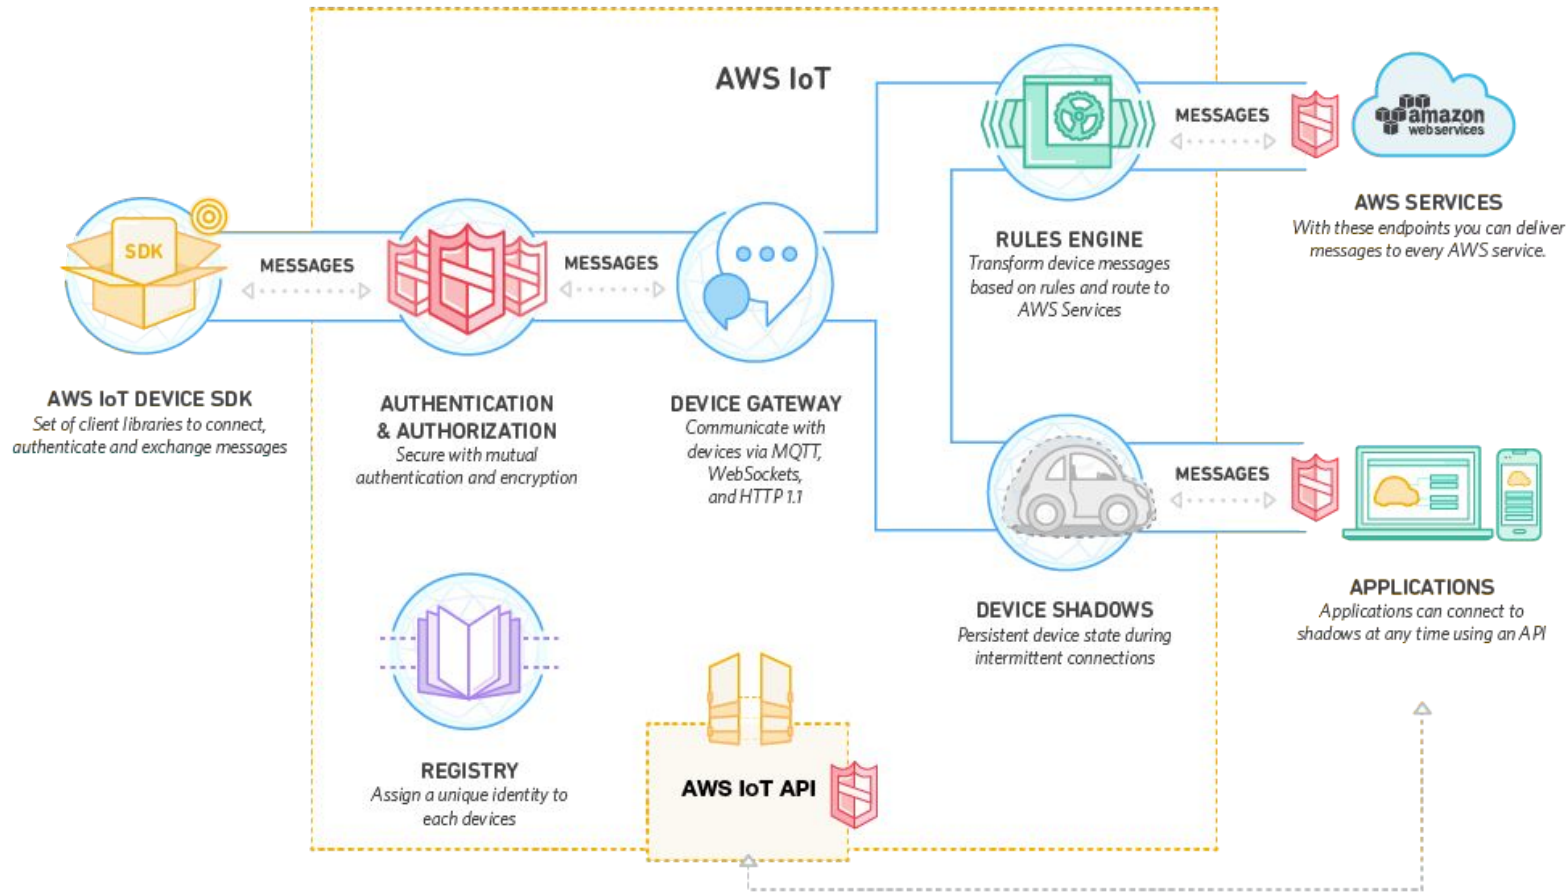 AWS IoT
MESSAGES
amazon
webservices
AWS SERVICES
With these endpoints you can deliver
messages to every AWS service.
RULES ENGINE
Transform device messages
based on rules and route to
AWS Services
SDK
MESSAGES
MESSAGES
AWS IoT DEVICE SDK
Set of client libraries to connect,
authenticate and exchange messages
AUTHENTICATION
& AUTHORIZATION
Secure with mutual
authentication and encryption
DEVICE GATEWAY
Communicate with
devices via MQTT,
WebSockets,
and HTTP 1.1
MESSAGES
DEVICE SHADOWS
Persistent device state during
intermittent connections
APPLICATIONS
Applications can connect to
shadows at any time using an API
REGISTRY
Assign a unique identity to
each devices
AWS IoT API